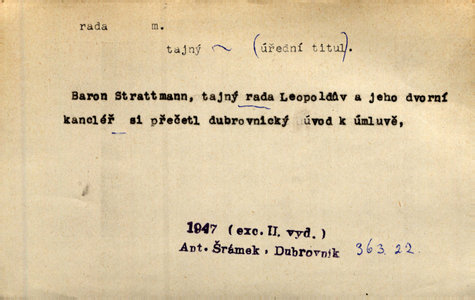 rada m.
tajný ~ (úřední titul).
Baron Strattmann, tajný rada Leopoldův a jeho dvorní
kancléř si přečetl dubrovnický úvod k úmluvě,
1947 (exc. II. vyd.)
Ant. Šrámek, Dubrovník 363.22.